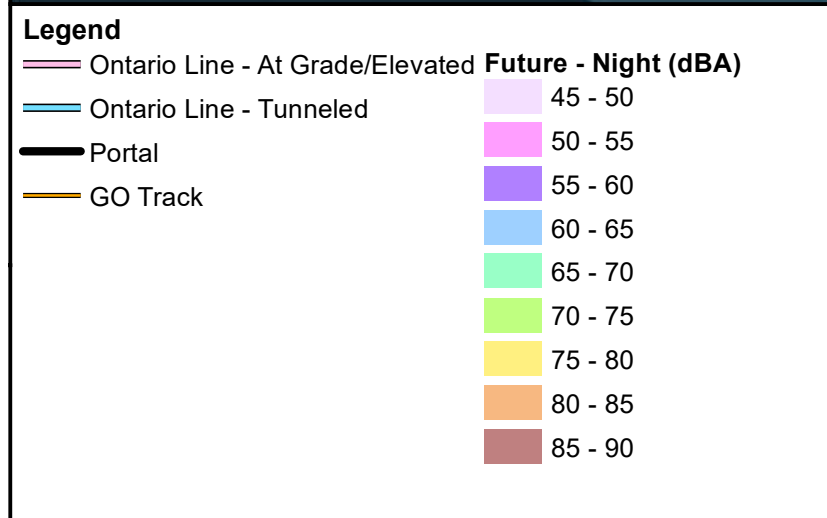 Legend
Ontario Line - At Grade/Elevated
Ontario Line - Tunneled
Portal
GO Track
Future - Night (dBA)
45 - 50
50 - 55
55 - 60
60 - 65
65 - 70
70 - 75
75 - 80
80 - 85
85 - 90